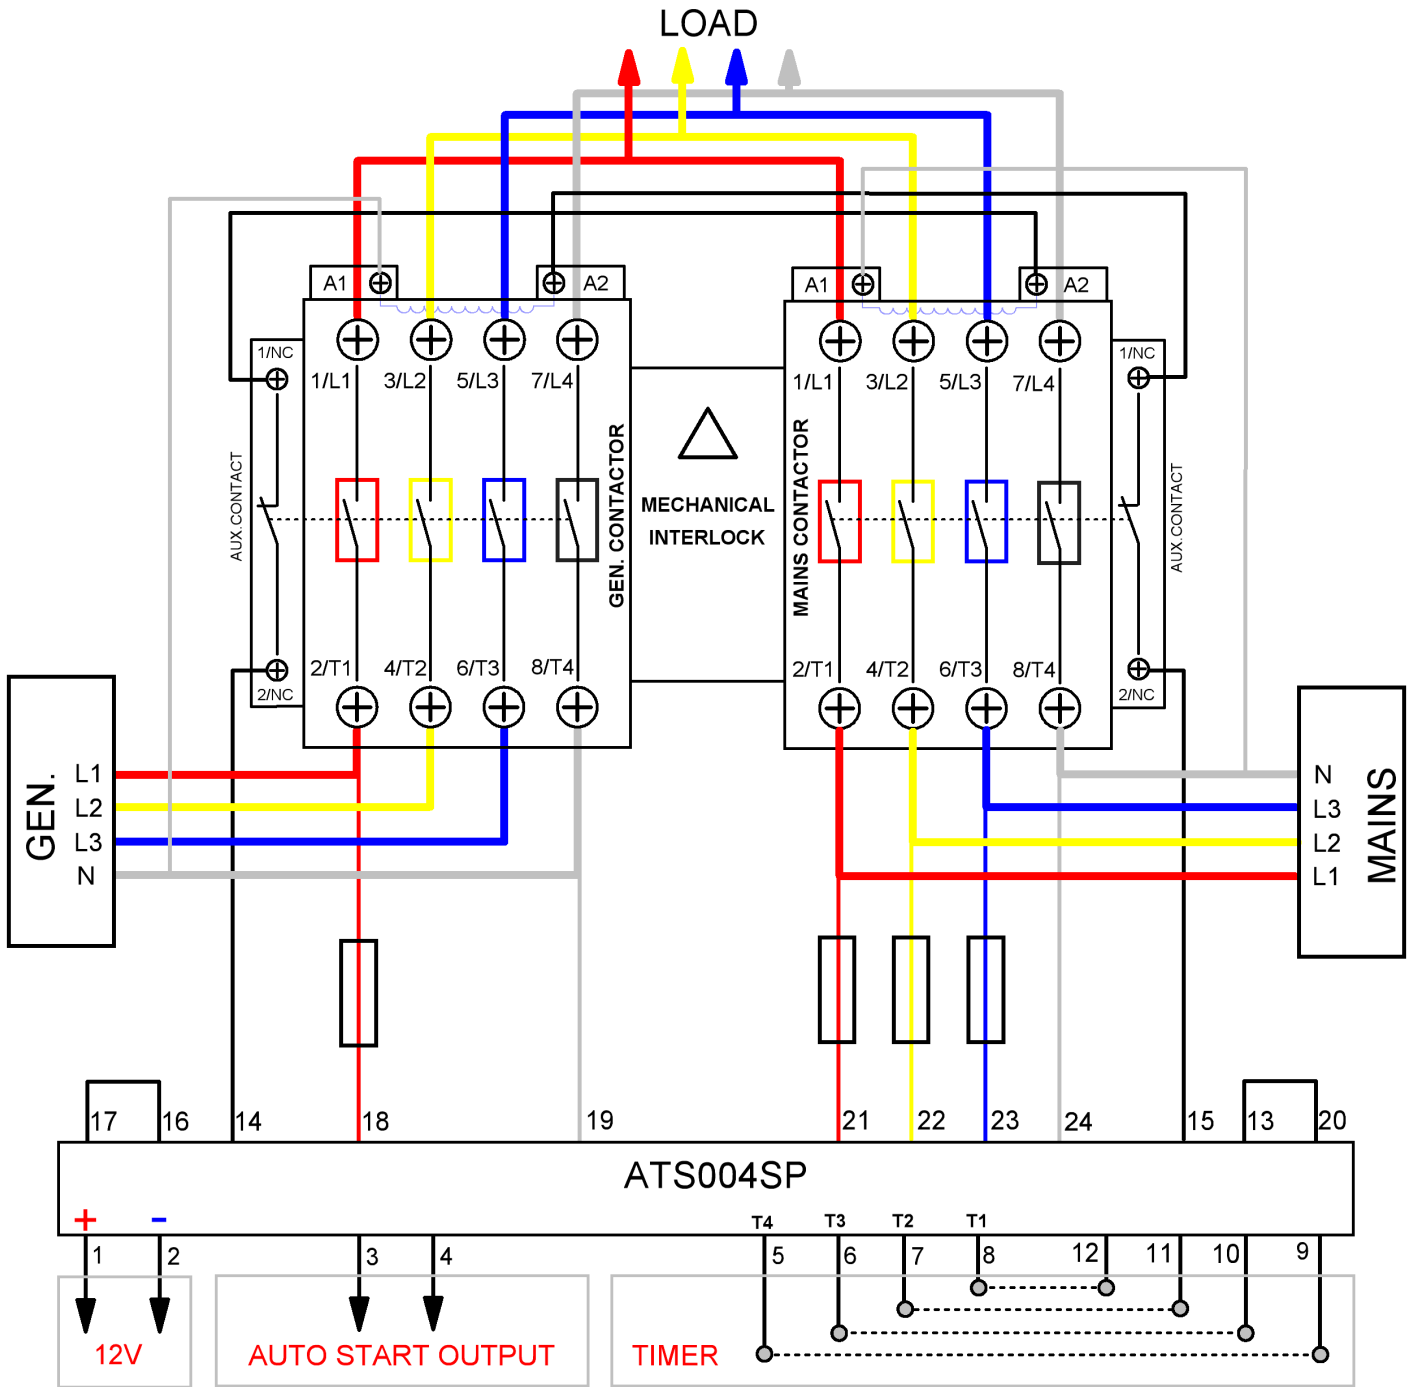 LOAD
A1
A2
A1
A2
1/NC
1/L1
3/L2
5/L3
7/L4
1/L1
3/L2
5/L3
7/L4
1/NC
AUX.CONTACT
GEN. CONTACTOR
MECHANICAL
INTERLOCK
MAINS CONTACTOR
AUX.CONTACT
2/NC
2/T1
4/T2
6/T3
8/T4
2/T1
4/T2
6/T3
8/T4
2/NC
GEN.
L1
L2
L3
N
N
L3
L2
L1
MAINS
17
16
14
18
19
21
22
23
24
15
13
20
ATS004SP
+
-
T4
T3
T2
T1
1
2
3
4
5
6
7
8
12
11
10
9
12V
AUTO START OUTPUT
TIMER